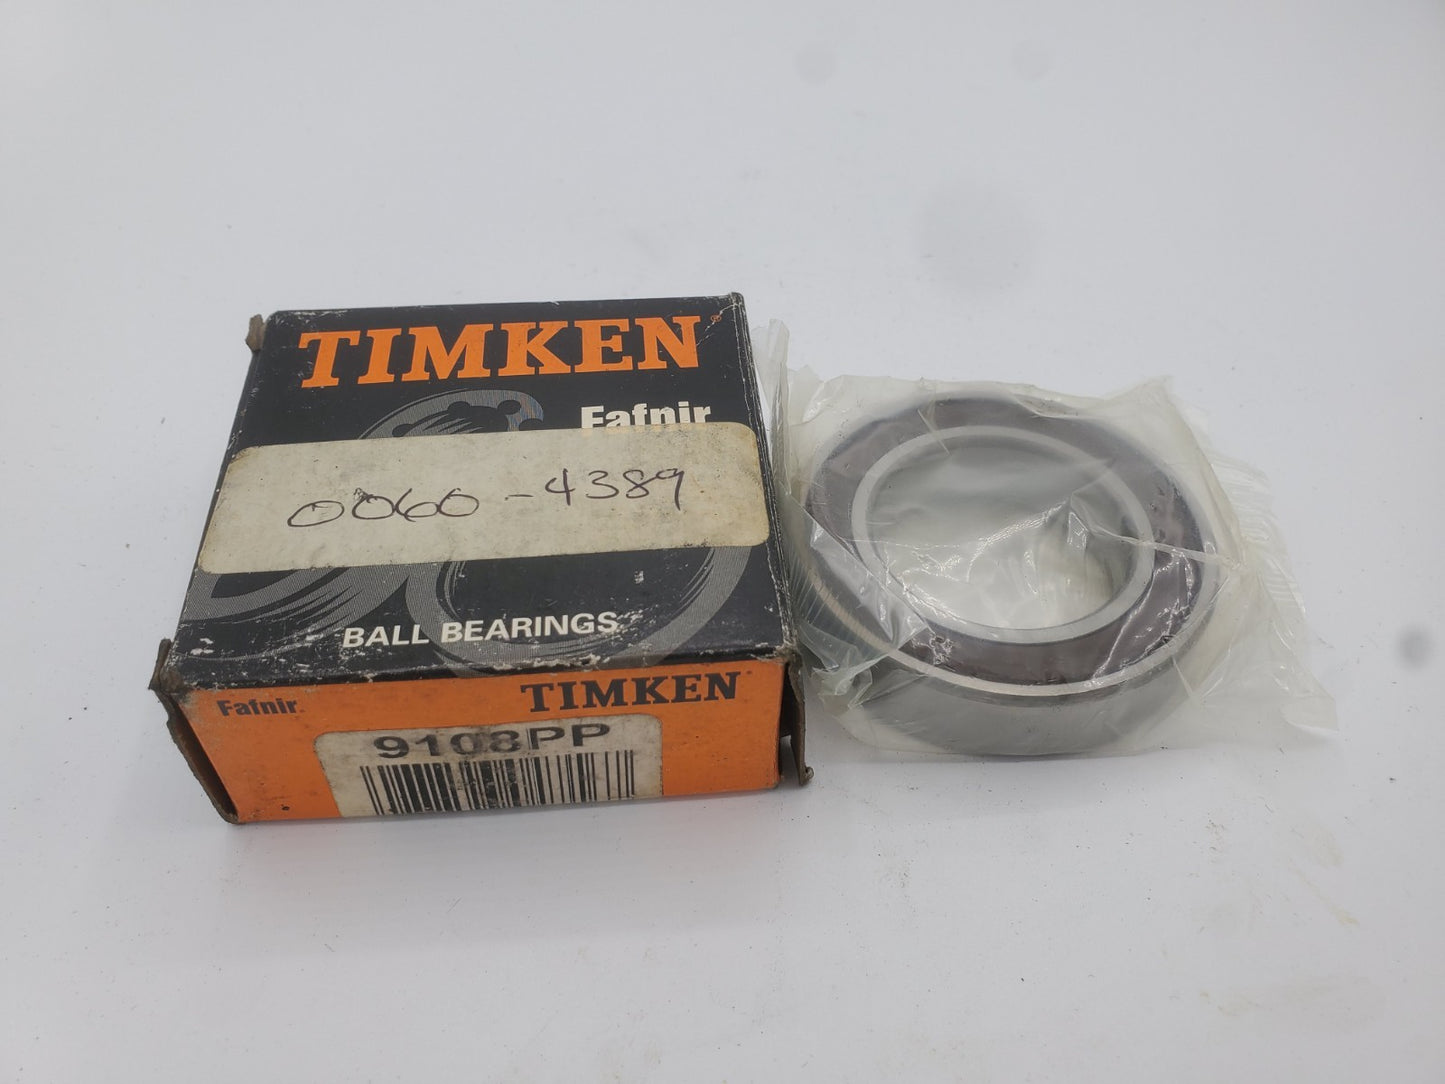 TIMKEN®
Fafnir
0060-4389
BALL BEARINGS
Fafnir TIMKEN
9108PP